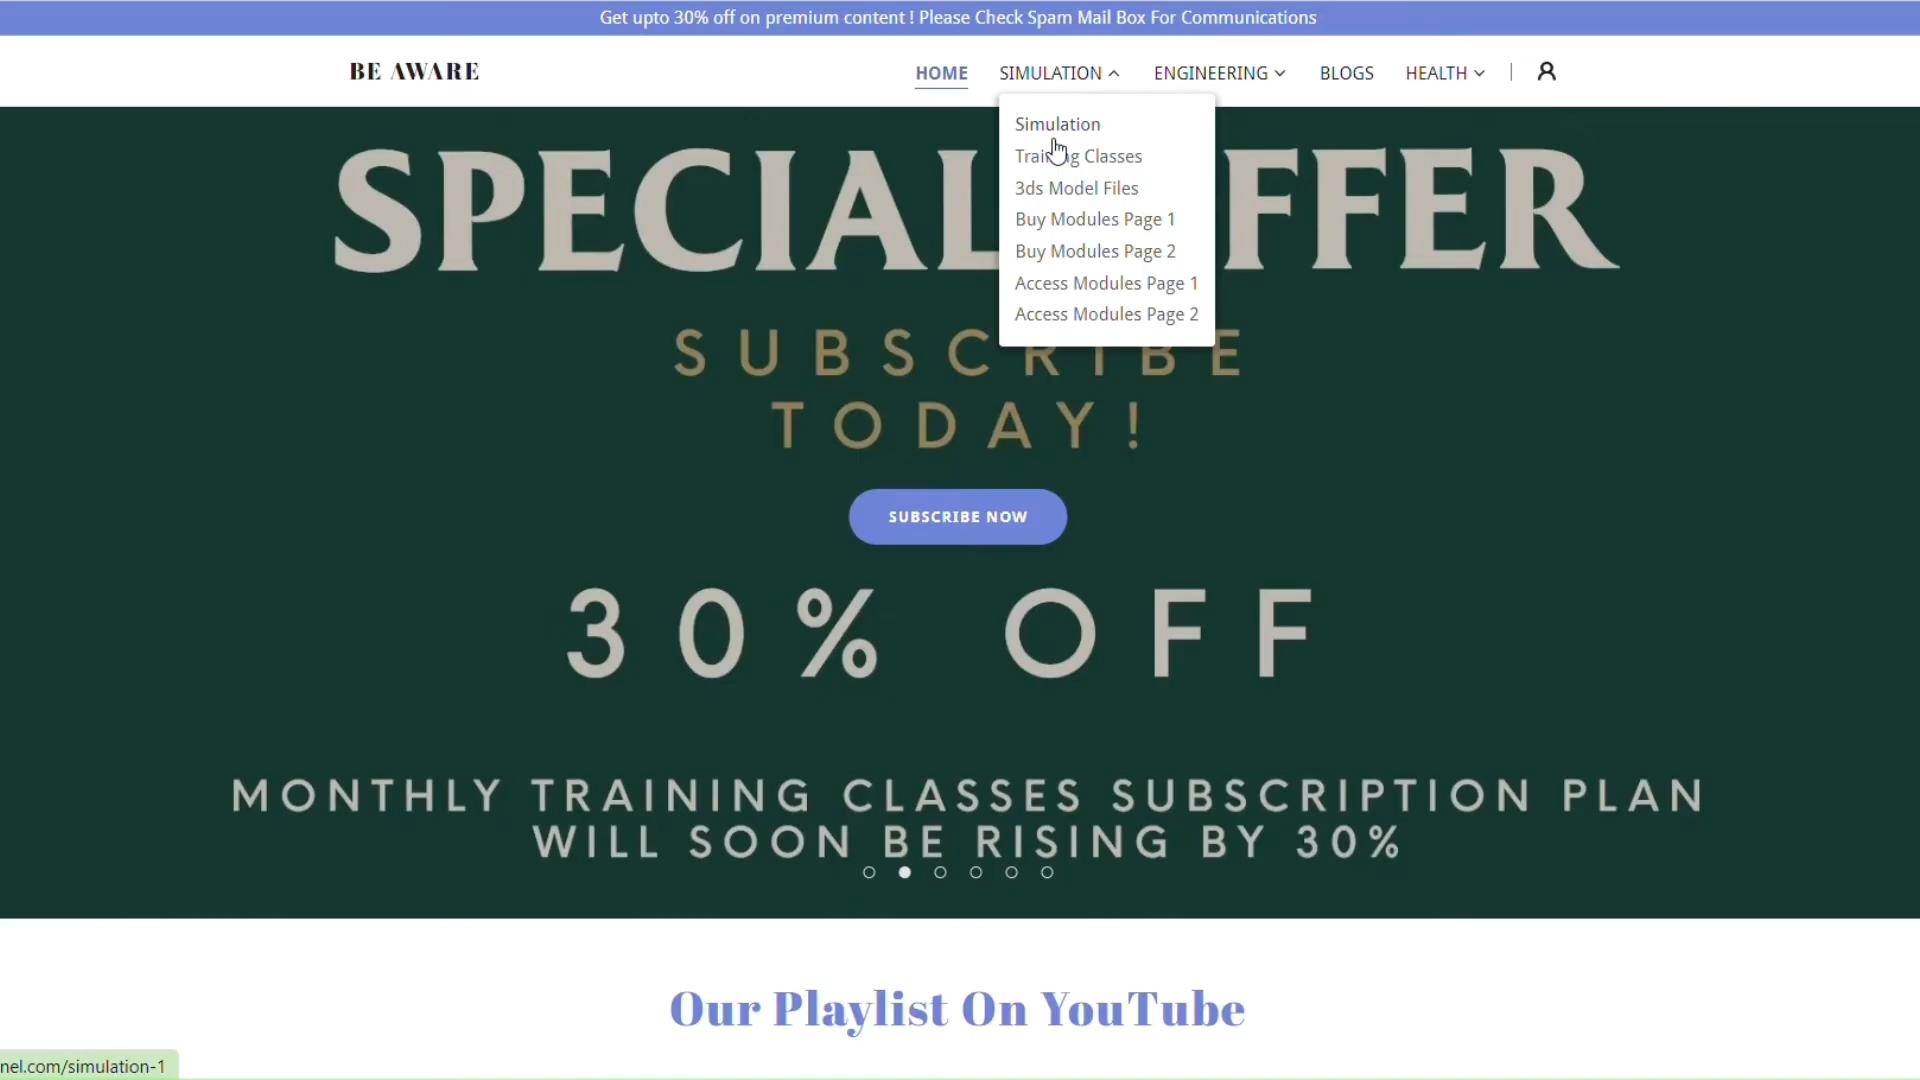 Get upto 30% off on premium content ! Please Check Spam Mail Box For Communications
BE AWARE
HOME SIMULATION ENGINEERING BLOGS HEALTH
Simulation
Training Classes
3ds Model Files
Buy Modules Page 1
Buy Modules Page 2
Access Modules Page 1
Access Modules Page 2
SPECIAL FFER
SUBSCRIBE
TODAY!
SUBSCRIBE NOW
30% OFF
MONTHLY TRAINING CLASSES SUBSCRIPTION PLAN
WILL SOON BE RISING BY 30%
Our Playlist On YouTube
nel.com/simulation-1